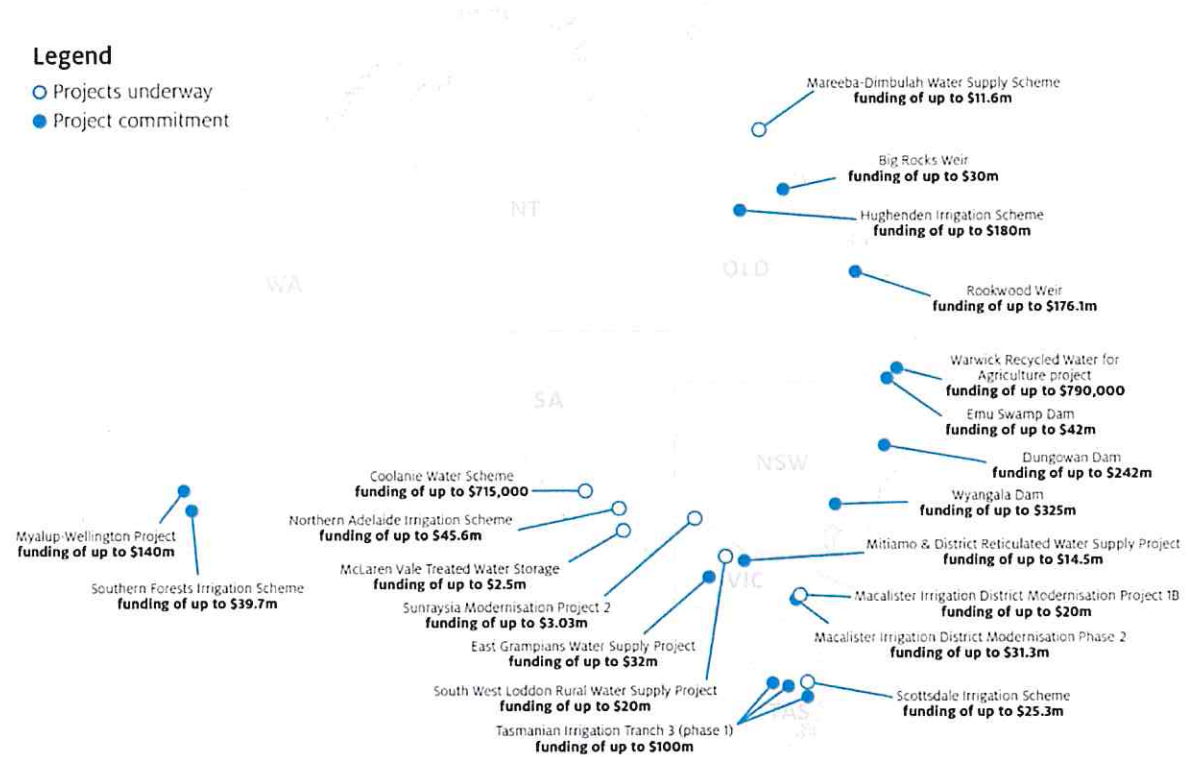 Legend
Projects underway
Project commitment
Mareeba-Dimbulah Water Supply Scheme
funding of up to $11.6m
Big Rocks Weir
funding of up to $30m
NT
Hughenden Irrigation Scheme
funding of up to $180m
QLD
WA
Rookwood Weir
funding of up to $176.1m
Warwick Recycled Water for
Agriculture project
funding of up to $790,000
SA
Emu Swamp Dam
funding of up to $42m
NSW
Dungowan Dam
funding of up to $242m
Coolanie Water Scheme
funding of up to $715,000
Wyangala Dam
funding of up to $325m
Northern Adelaide Irrigation Scheme
funding of up to $45.6m
Myalup-Wellington Project
funding of up to $140m
Mitiamo & District Reticulated Water Supply Project
funding of up to $14.5m
McLaren Vale Treated Water Storage
funding of up to $2.5m
VIC
Southern Forests Irrigation Scheme
funding of up to $39.7m
Macalister Irrigation District Modernisation Project 1B
funding of up to $20m
Sunraysia Modernisation Project 2
funding of up to $3.03m
Macalister Irrigation District Modernisation Phase 2
funding of up to $31.3m
East Grampians Water Supply Project
funding of up to $32m
South West Loddon Rural Water Supply Project
funding of up to $20m
Scottsdale Irrigation Scheme
funding of up to $25.3m
TAS
Tasmanian Irrigation Tranch 3 (phase 1)
funding of up to $100m